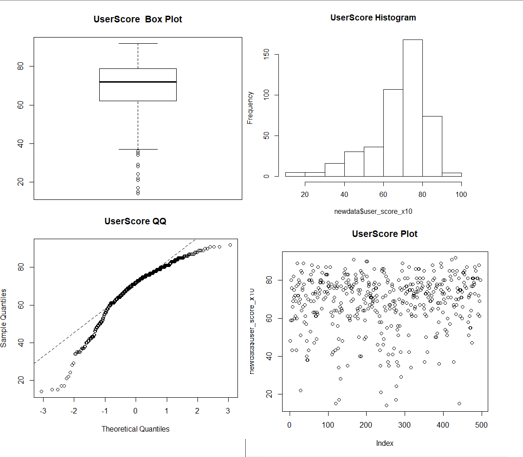 UserScore Box Plot
80
60
40
20
UserScore Histogram
Frequency
150
100
50
0
20 40 60 80 100
newdata$user_score_x10
UserScore QQ
Sample Quantiles
80
60
40
20
-3 -2 -1 0 1 2 3
Theoretical Quantiles
UserScore Plot
newdata$user_score_x10
80
60
40
20
0 100 200 300 400 500
Index